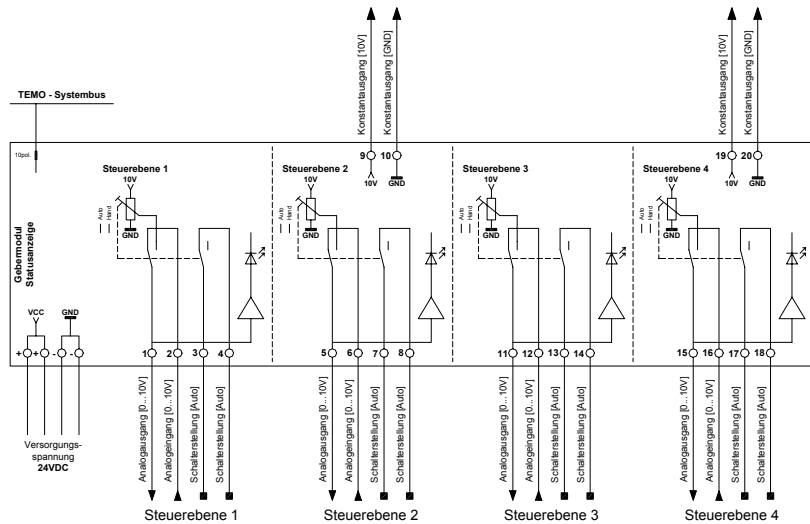 Konstantausgang [10V]
Konstantausgang [GND]
Konstantausgang [10V]
Konstantausgang [GND]
TEMO - Systembus
10pol.
9
10
19
20
10V
GND
10V
GND
Steuerebene 1
10V
Auto
Hand
GND
Steuerebene 2
10V
Auto
Hand
GND
Steuerebene 3
10V
Auto
Hand
GND
Steuerebene 4
10V
Auto
Hand
GND
Gebermodul
Statusanzeige
VCC
GND
+
+
-
-
1
2
3
4
5
6
7
8
11
12
13
14
15
16
17
18
Versorgungs-
spannung
24VDC
Analogausgang [0...10V]
Analogeingang [0...10V]
Schalterstellung [Auto]
Schalterstellung [Auto]
Analogausgang [0...10V]
Analogeingang [0...10V]
Schalterstellung [Auto]
Schalterstellung [Auto]
Analogausgang [0...10V]
Analogeingang [0...10V]
Schalterstellung [Auto]
Schalterstellung [Auto]
Analogausgang [0...10V]
Analogeingang [0...10V]
Schalterstellung [Auto]
Schalterstellung [Auto]
Steuerebene 1
Steuerebene 2
Steuerebene 3
Steuerebene 4